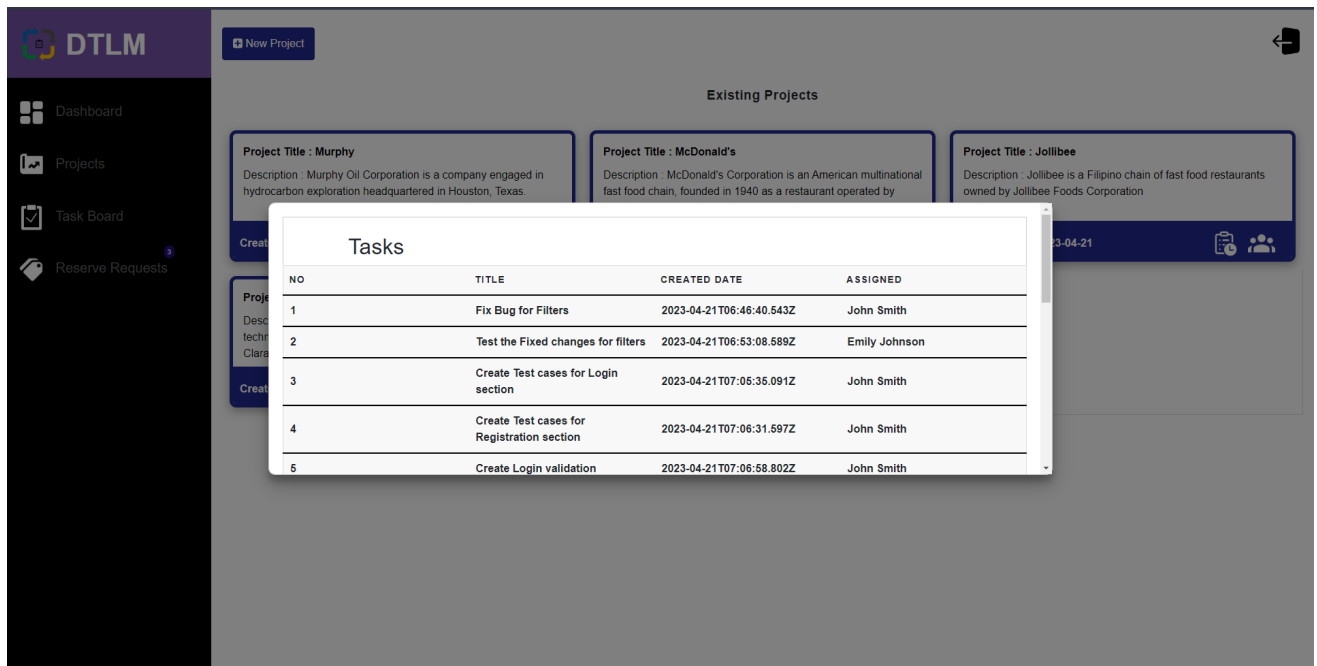 DTLM
New Project
Dashboard
Projects
Task Board
3
Reserve Requests
Existing Projects
Project Title : Murphy
Description : Murphy Oil Corporation is a company engaged in
hydrocarbon exploration headquartered in Houston, Texas.
Creat
Project Title : McDonald's
Description : McDonald's Corporation is an American multinational
fast food chain, founded in 1940 as a restaurant operated by
Project Title : Jollibee
Description : Jollibee is a Filipino chain of fast food restaurants
owned by Jollibee Foods Corporation
23-04-21
Proje
Desc
techn
Clara
Creat
Tasks
NO TITLE CREATED DATE ASSIGNED
1 Fix Bug for Filters 2023-04-21T06:46:40.543Z John Smith
2 Test the Fixed changes for filters 2023-04-21T06:53:08.589Z Emily Johnson
3 Create Test cases for Login
section 2023-04-21T07:05:35.091Z John Smith
4 Create Test cases for
Registration section 2023-04-21T07:06:31.597Z John Smith
5 Create Login validation 2023-04-21T07:06:58.802Z John Smith